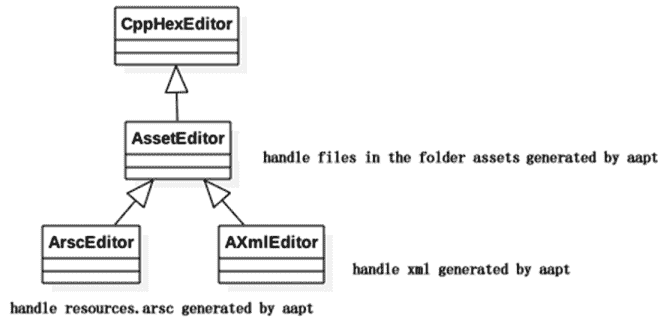 CppHexEditor
AssetEditor
handle files in the folder assets generated by aapt
ArscEditor
AXmlEditor
handle xml generated by aapt
handle resources.arsc generated by aapt